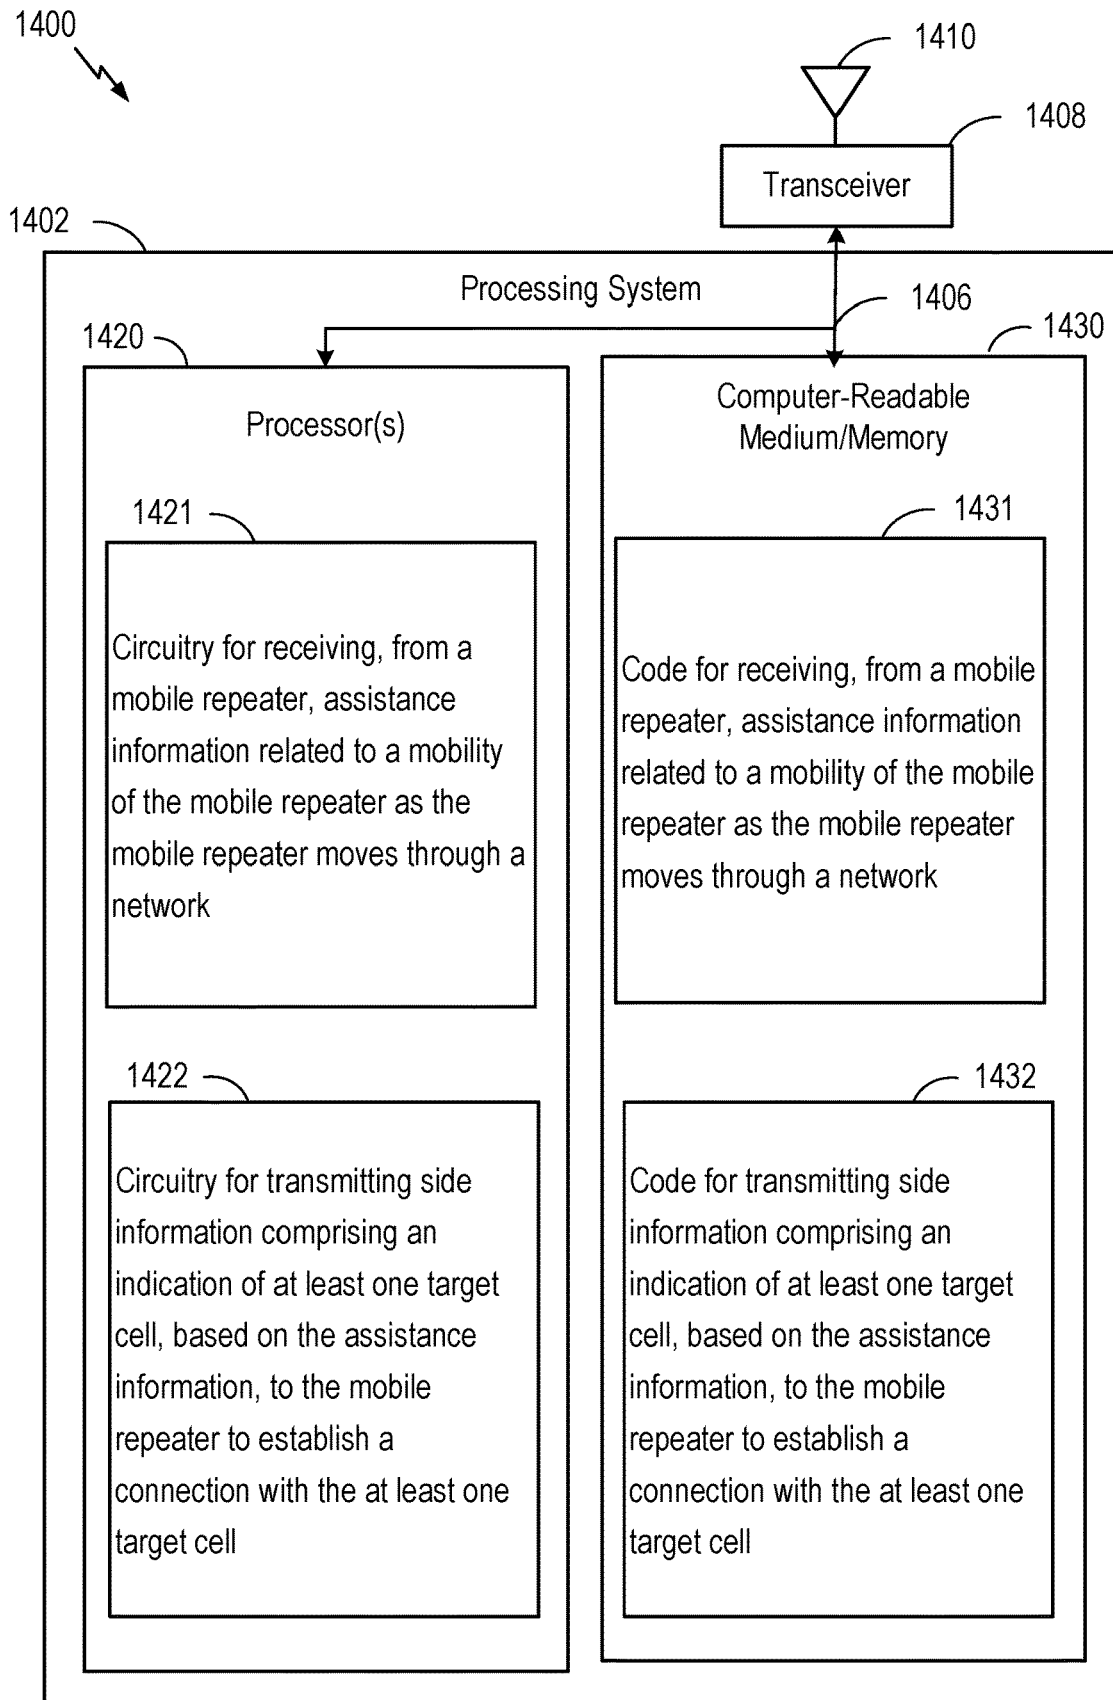 1400
1410
1408
Transceiver
1402
Processing System
1406
1420
1430
Processor(s)
Computer-Readable
Medium/Memory
1421
Circuitry for receiving, from a
mobile repeater, assistance
information related to a mobility
of the mobile repeater as the
mobile repeater moves through a
network
1431
Code for receiving, from a mobile
repeater, assistance information
related to a mobility of the mobile
repeater as the mobile repeater
moves through a network
1422
Circuitry for transmitting side
information comprising an
indication of at least one target
cell, based on the assistance
information, to the mobile
repeater to establish a
connection with the at least one
target cell
1432
Code for transmitting side
information comprising an
indication of at least one target
cell, based on the assistance
information, to the mobile
repeater to establish a
connection with the at least one
target cell